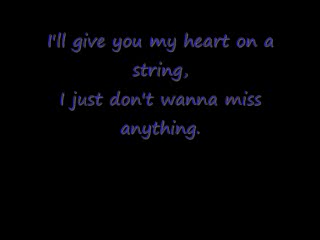 I'll give you my heart on a
string,
I just don't wanna miss
anything.